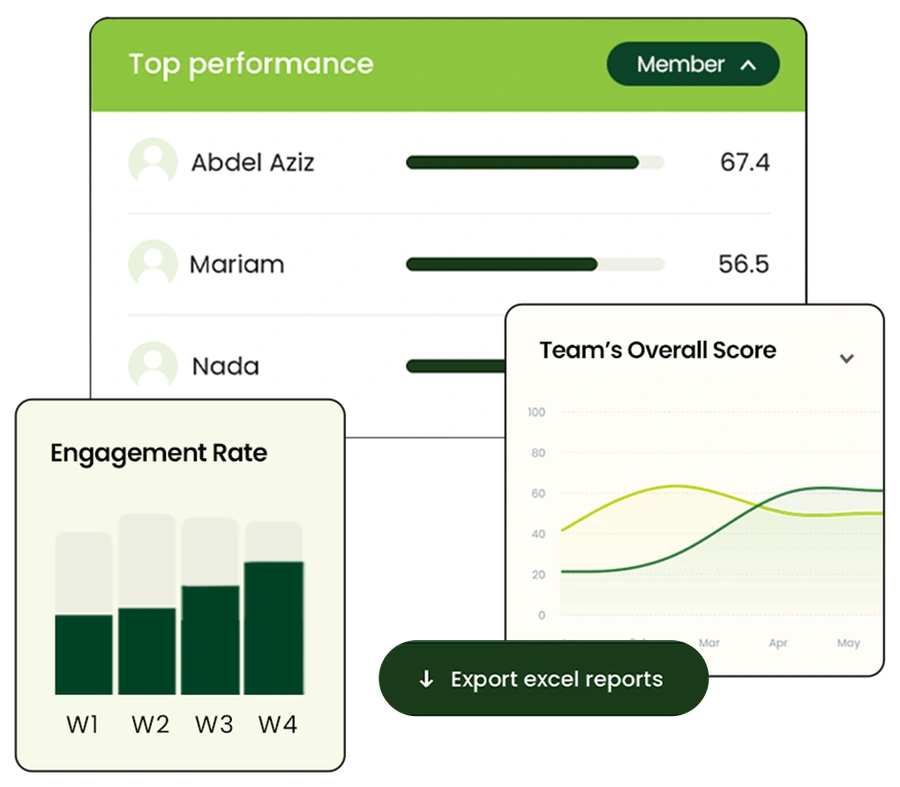 Top performance
Member
Abdel Aziz
67.4
Mariam
56.5
Nada
Team's Overall Score
100
80
60
40
20
0
Mar Apr May
Engagement Rate
W1 W2 W3 W4
Export excel reports